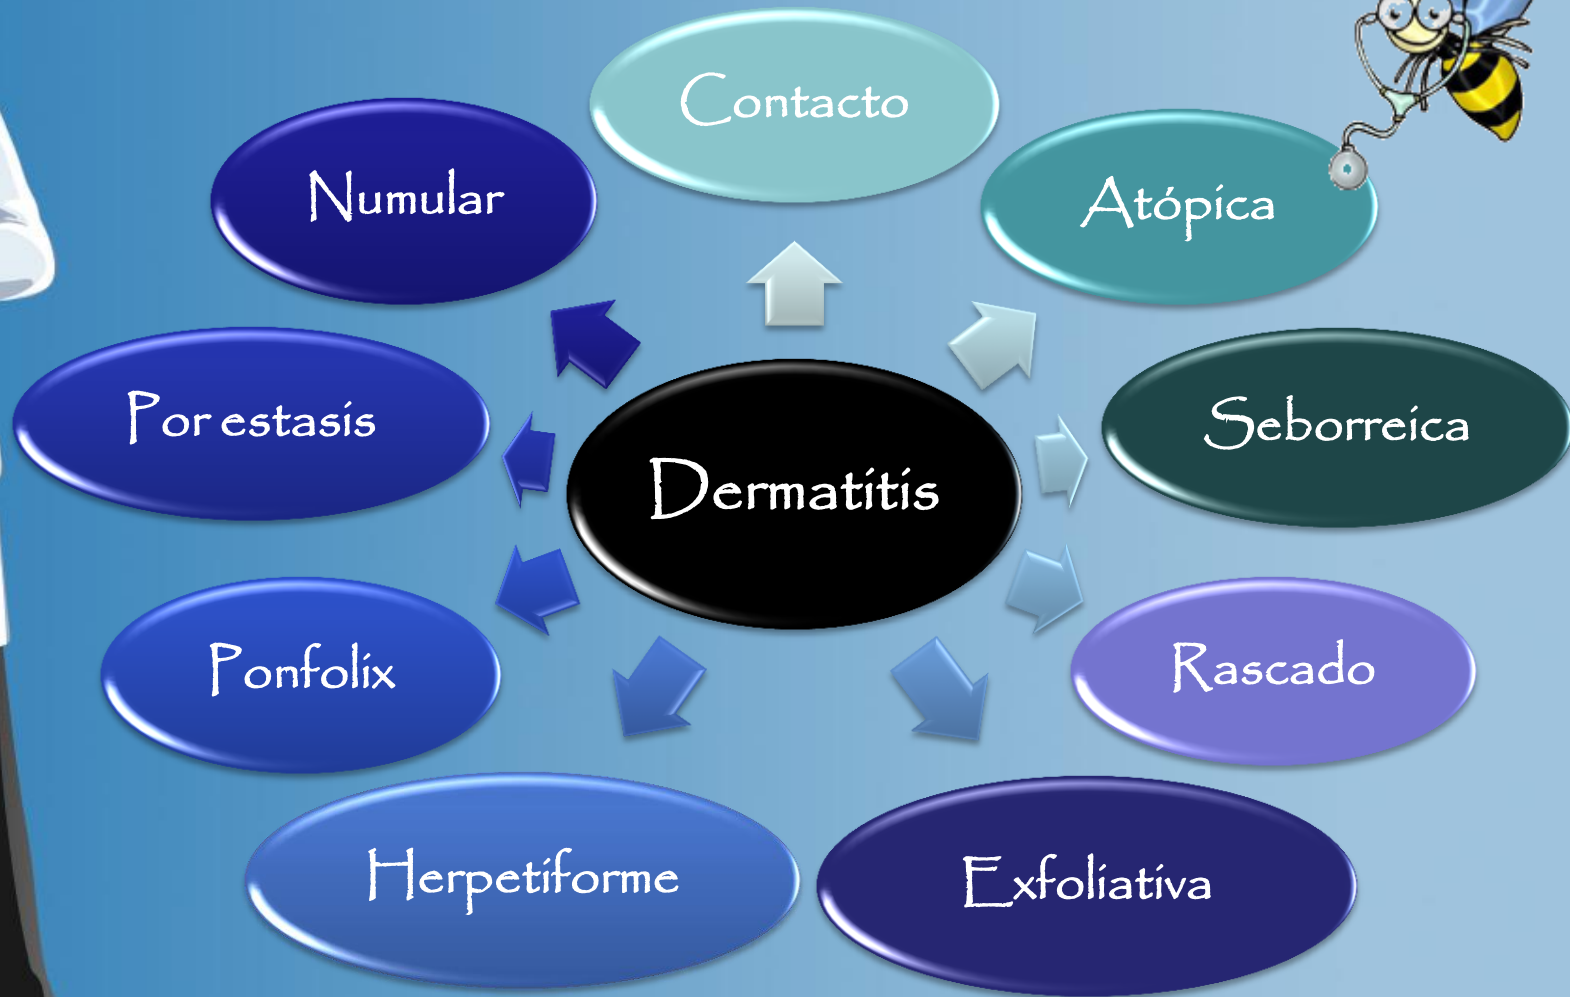 Contacto
Numular
Atópica
Por estasis
Seborreica
Dermatitis
Ponfolix
Rascado
Herpetiforme
Exfoliativa